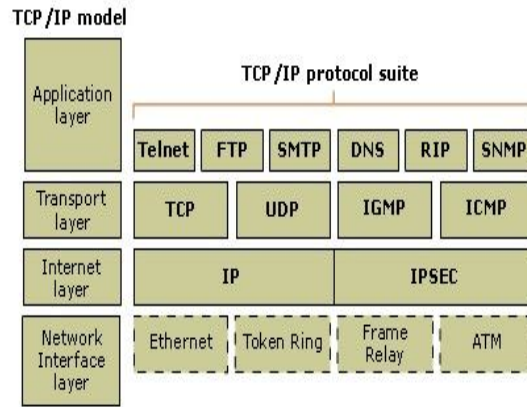 TCP/IP model
TCP/IP protocol suite
Application
layer
Telnet FTP SMTP DNS RIP SNMP
Transport
layer
TCP UDP IGMP ICMP
Internet
layer
IP IPSEC
Network
Interface
layer
Ethernet Token Ring Frame
Relay ATM